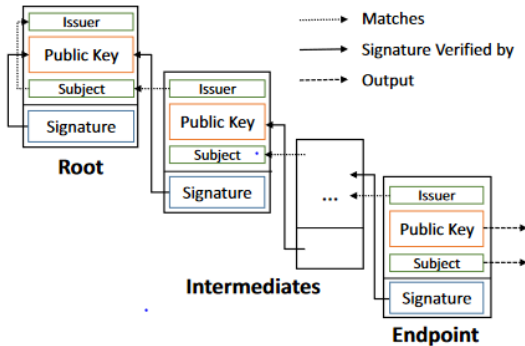 Issuer
Public Key
Subject
Signature
Root
Issuer
Public Key
Subject
Signature
Intermediates
...
Issuer
Public Key
Subject
Signature
Endpoint
Matches
Signature Verified by
Output